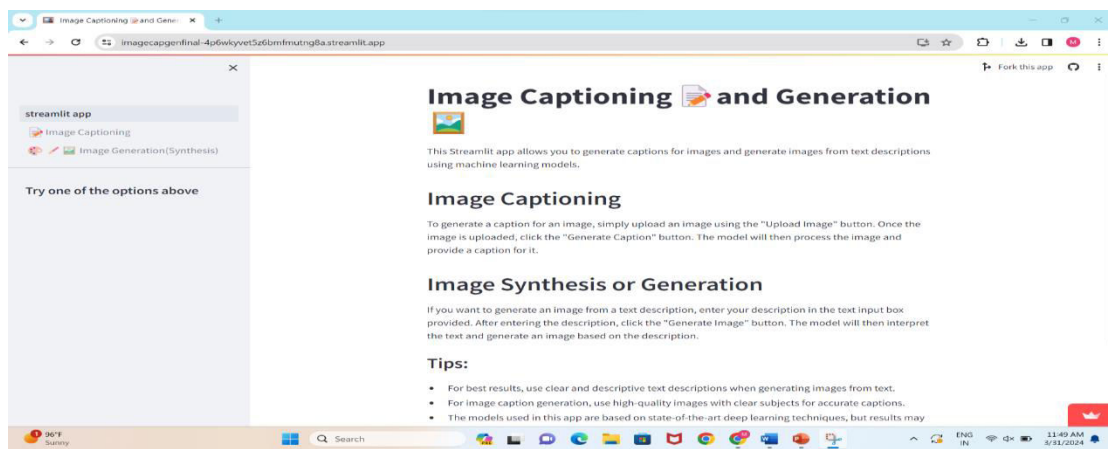 Image Captioning 📝and Gener
imagecapgenfinal-4p6wkyvet5z6bmfmutng8a.streamlit.app
M
Fork this app
streamlit app
📝Image Captioning
Image Generation(Synthesis)
Try one of the options above
Image Captioning 📝 and Generation
🖼️
This Streamlit app allows you to generate captions for images and generate images from text descriptions
using machine learning models.
Image Captioning
To generate a caption for an image, simply upload an image using the "Upload Image" button. Once the
image is uploaded, click the "Generate Caption" button. The model will then process the image and
provide a caption for it.
Image Synthesis or Generation
If you want to generate an image from a text description, enter your description in the text input box
provided. After entering the description, click the "Generate Image" button. The model will then interpret
the text and generate an image based on the description.
Tips:
• For best results, use clear and descriptive text descriptions when generating images from text.
• For image caption generation, use high-quality images with clear subjects for accurate captions.
• The models used in this app are based on state-of-the-art deep learning techniques, but results may
1
96°F
Sunny
Search
ENG
IN
11:49 AM
3/31/2024